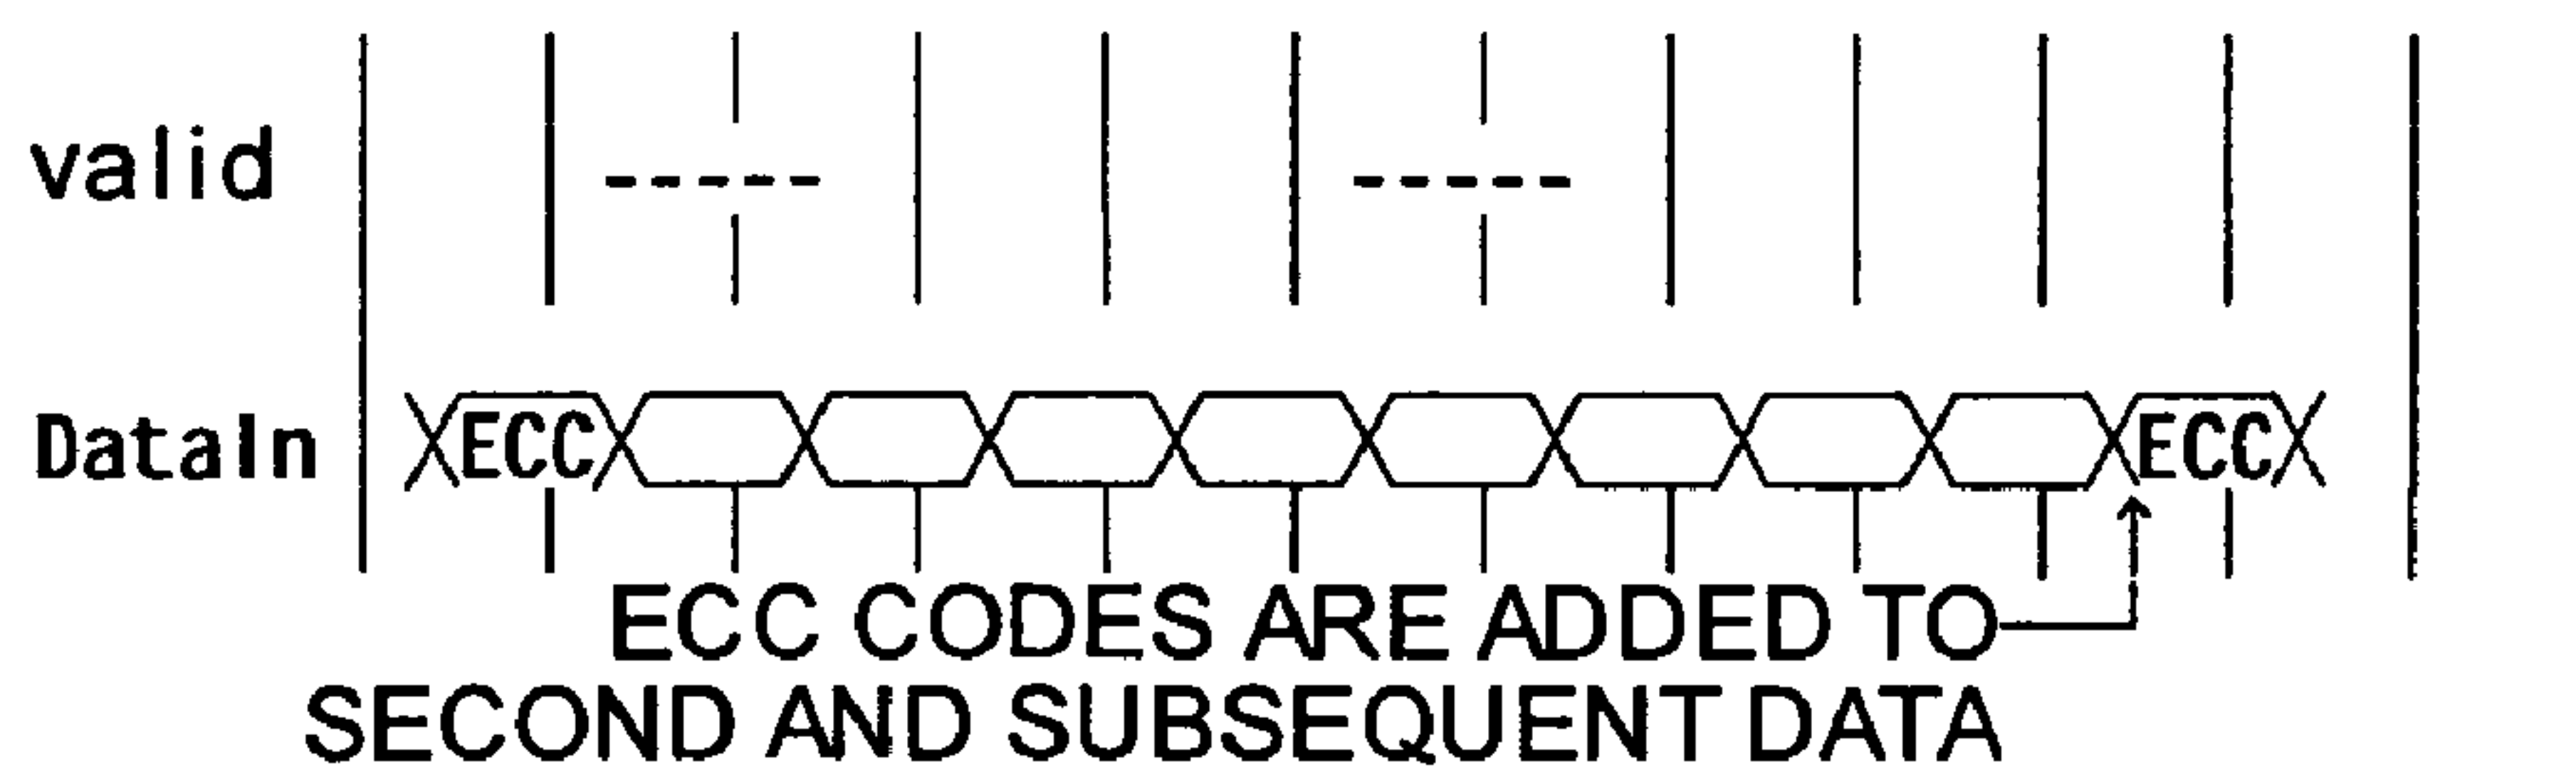 valid
DataIn ECC ECC
ECC CODES ARE ADDED TO
SECOND AND SUBSEQUENT DATA